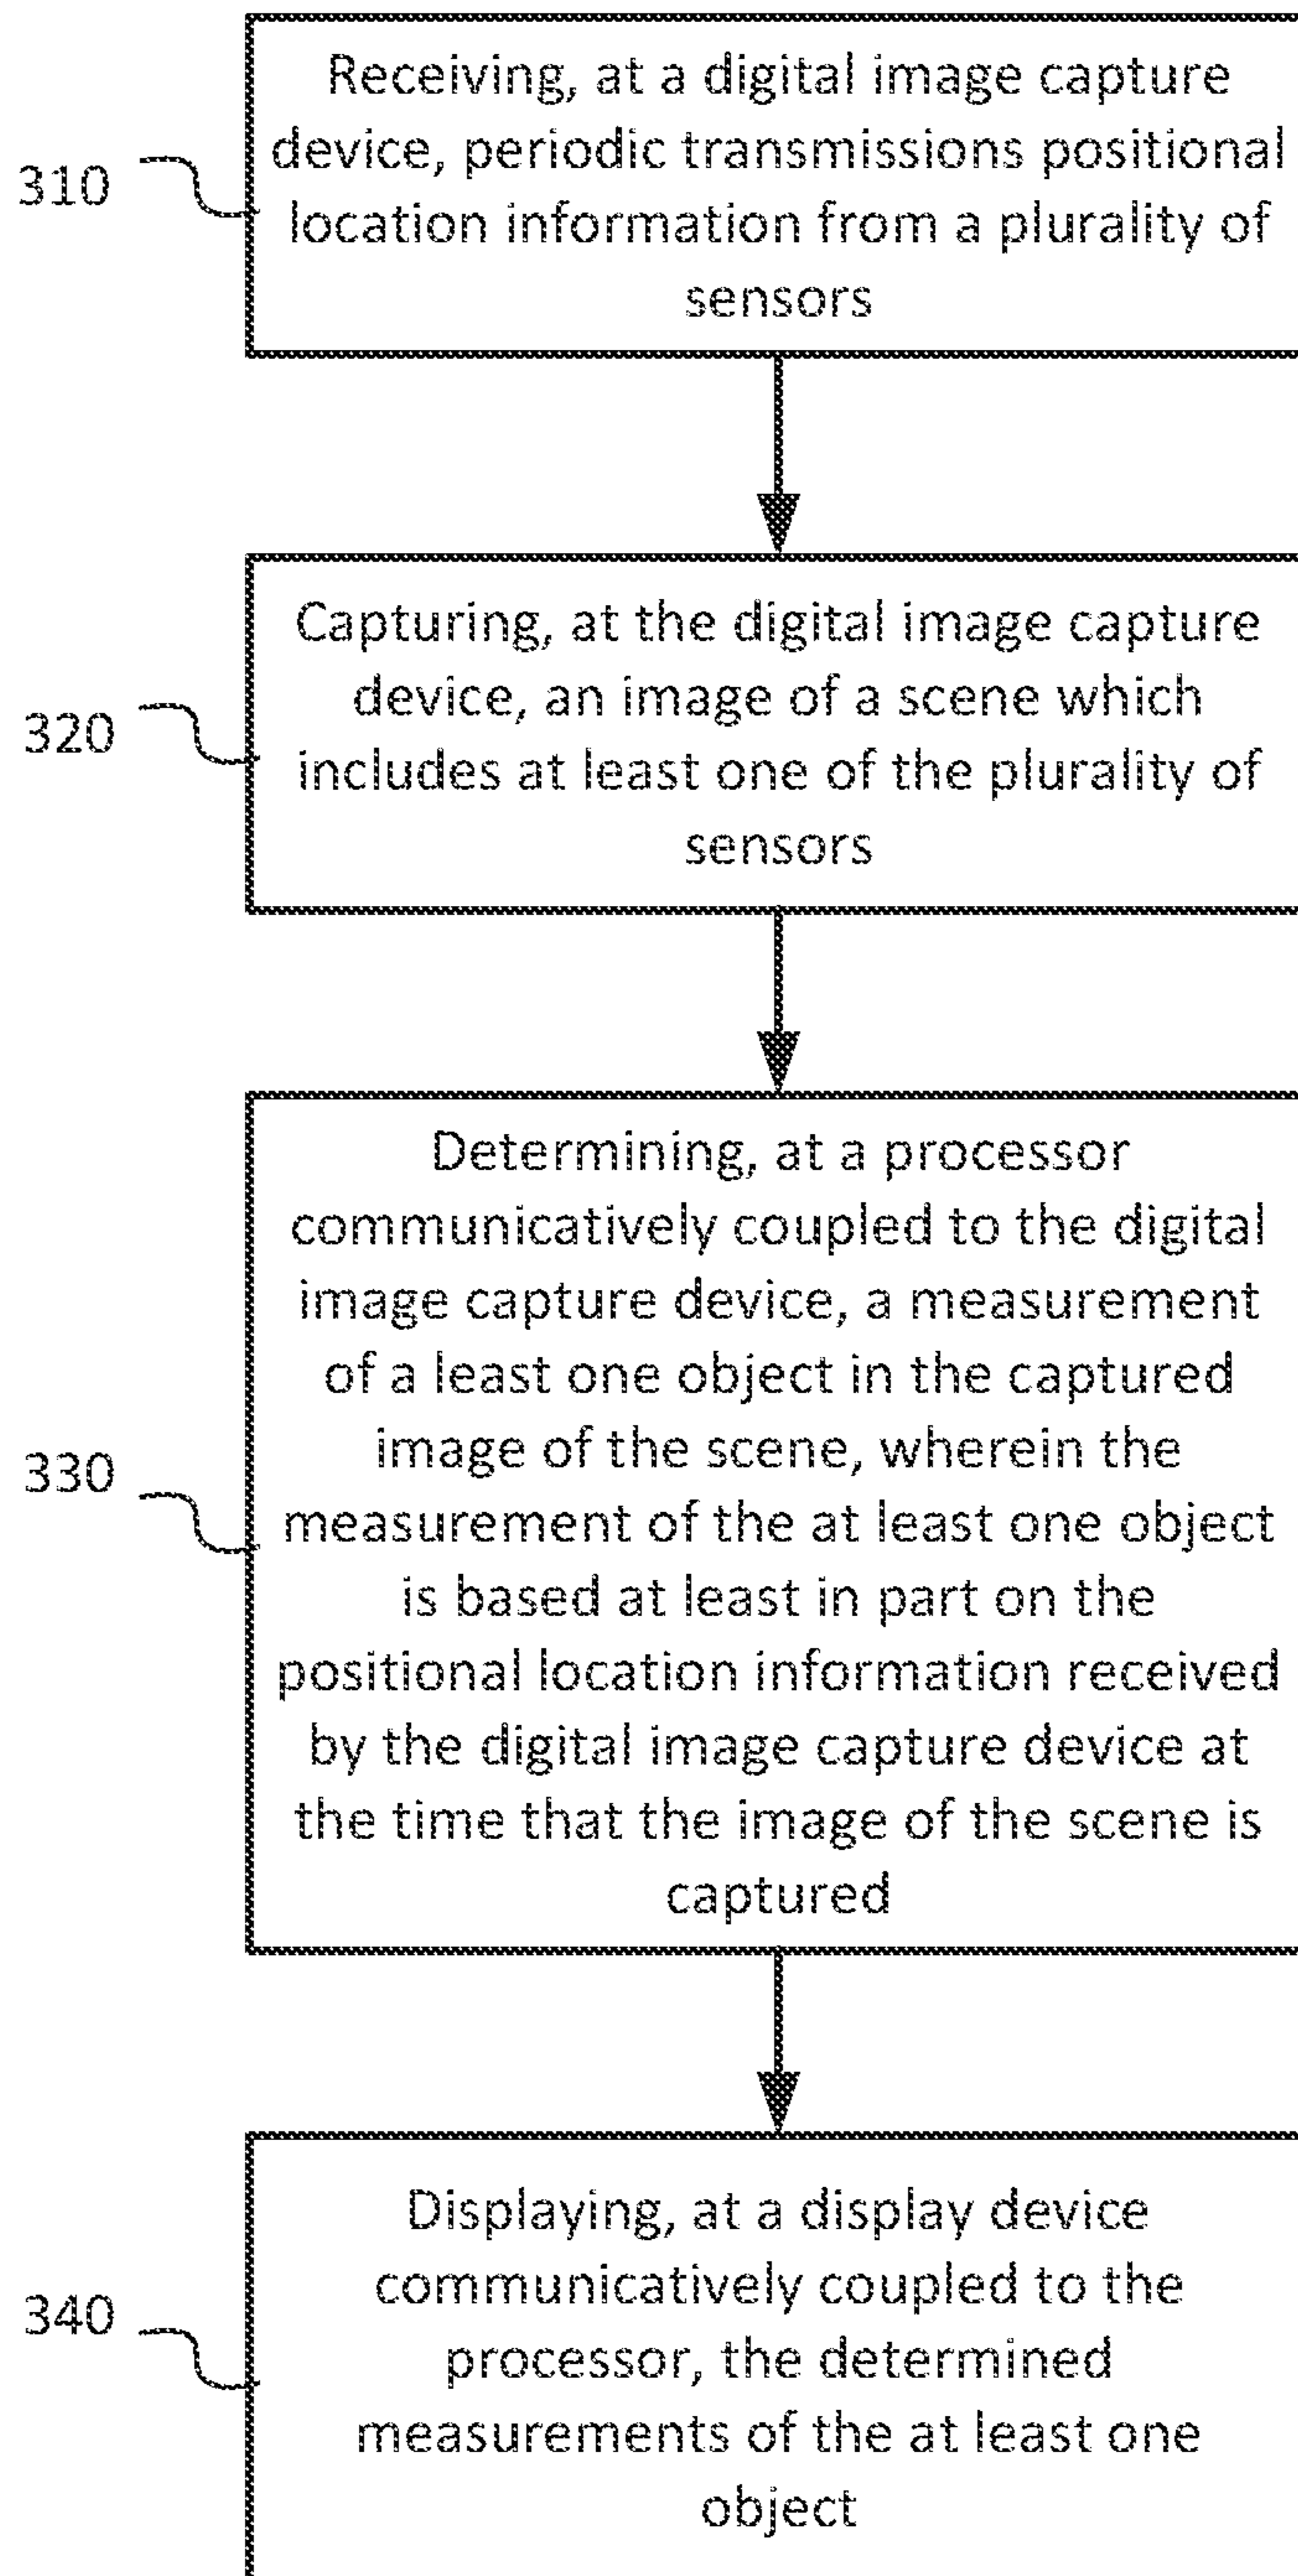 Receiving, at a digital image capture
device, periodic transmissions positional
310
location information from a plurality of
sensors
Capturing, at the digital image capture
device, an image of a scene which
320
includes at least one of the plurality of
sensors
Determining, at a processor
communicatively coupled to the digital
image capture device, a measurement
of a least one object in the captured
image of the scene, wherein the
330
measurement of the at least one object
is based at least in part on the
positional location information received
by the digital image capture device at
the time that the image of the scene is
captured
Displaying, at a display device
communicatively coupled to the
340
processor, the determined
measurements of the at least one
object